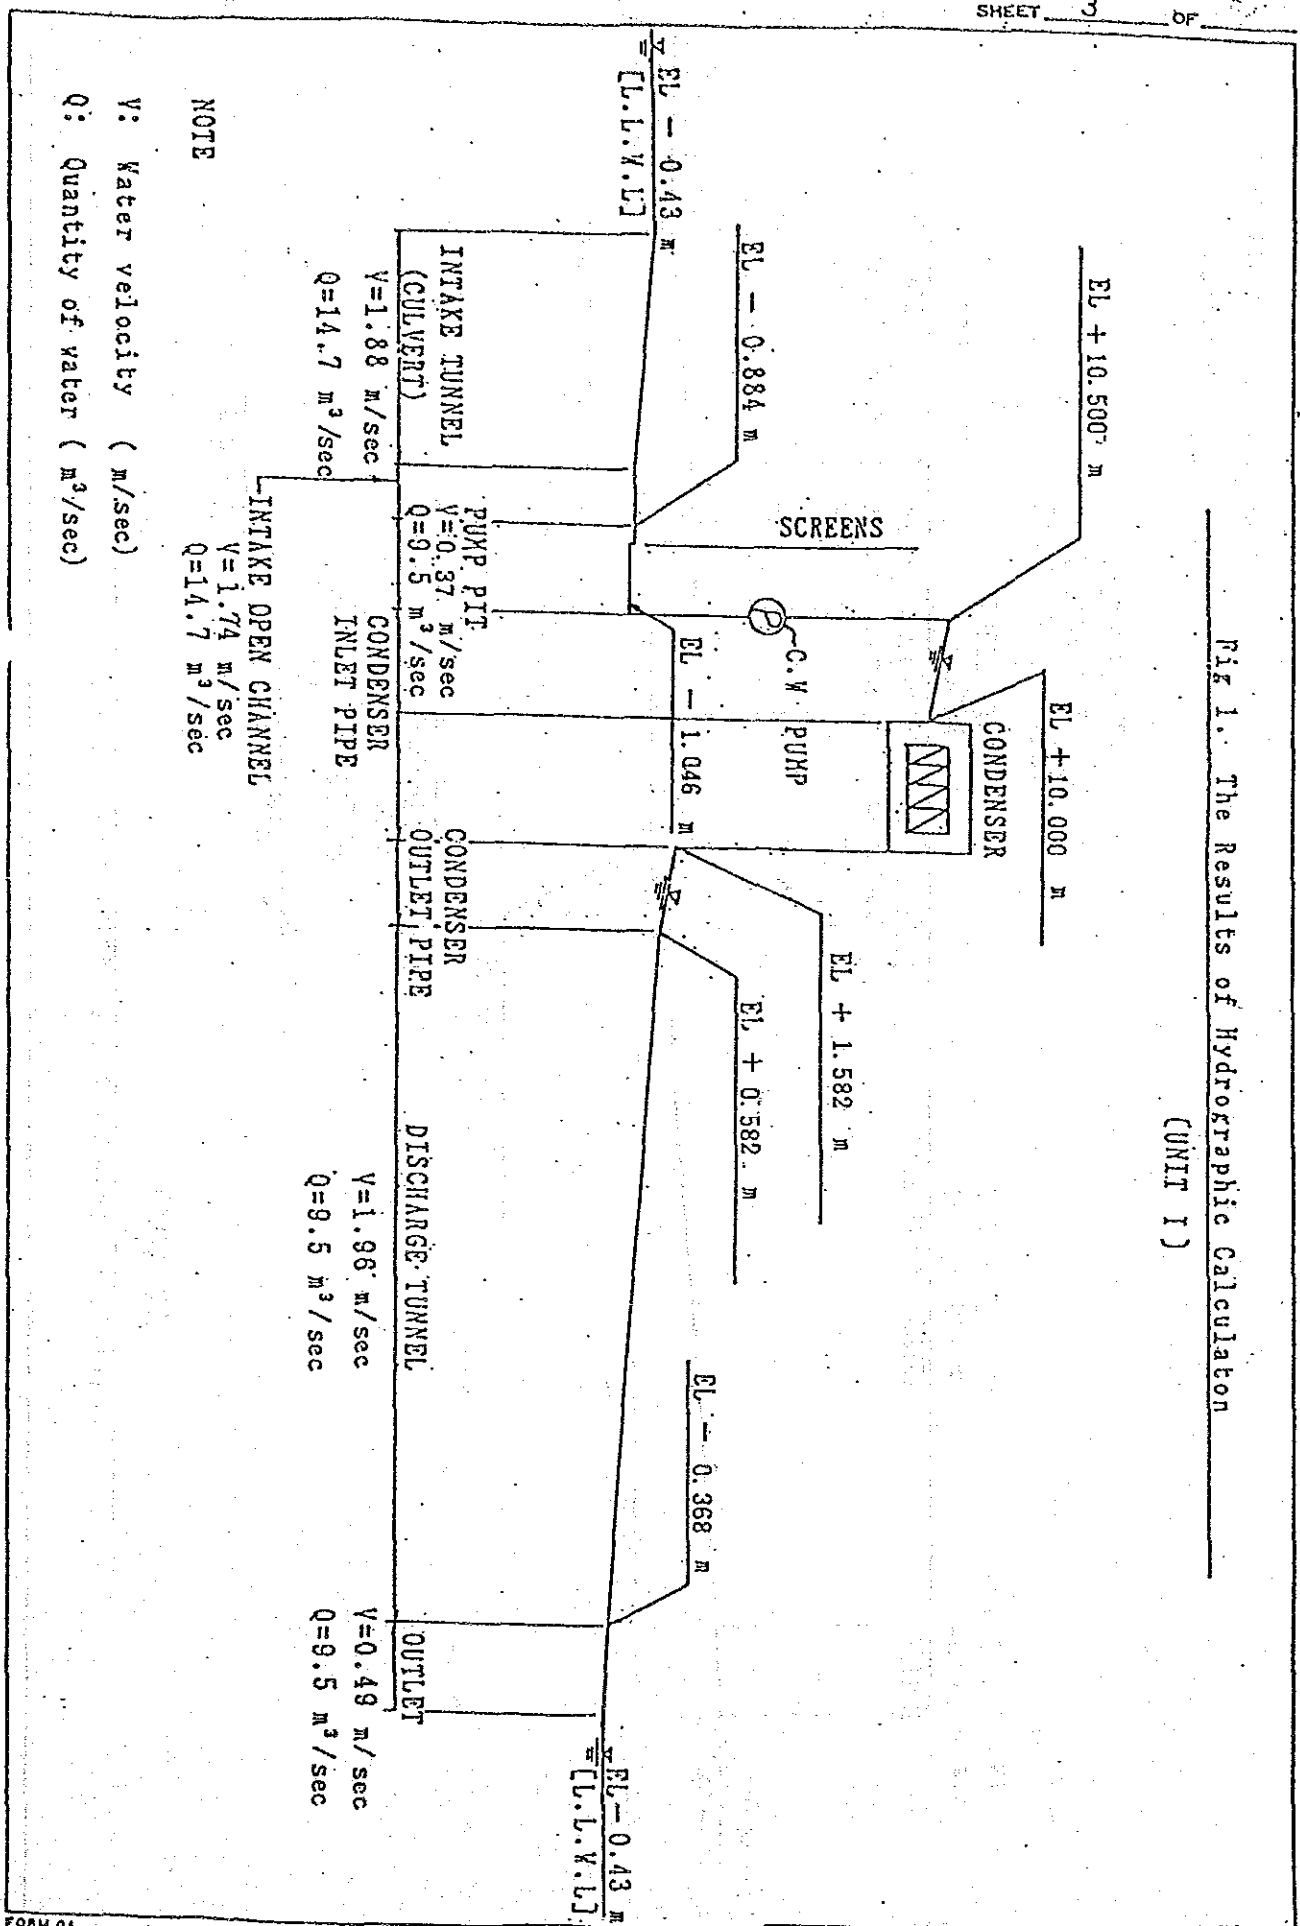 SHEET 3 OF
Fig 1. The Results of Hydrographic Calculaton
(UNIT I)
EL + 10.500 m
EL +10.000 m
CONDENSER
EL - 0.884 m
SCREENS
C.W PUMP
P
EL + 1.582 m
EL + 0.582 m
EL - 0.43 m
[L.L.W.L]
EL - 1.046 m
EL - 0.368 m
EL -0.43 m
[L.L.W.L]
INTAKE TUNNEL
(CULVERT)
V=1.88 m/sec
Q=14.7 m³/sec
PUMP PIT
V=0.37 m/sec
Q=9.5 m³/sec
CONDENSER
INLET PIPE
CONDENSER
OUTLET PIPE
DISCHARGE TUNNEL
V=1.96 m/sec
Q=9.5 m³/sec
OUTLET
V=0.49 m/sec
Q=9.5 m³/sec
INTAKE OPEN CHANNEL
V=1.74 m/sec
Q=14.7 m³/sec
NOTE
V: Water velocity ( m/sec)
Q: Quantity of water ( m³/sec)